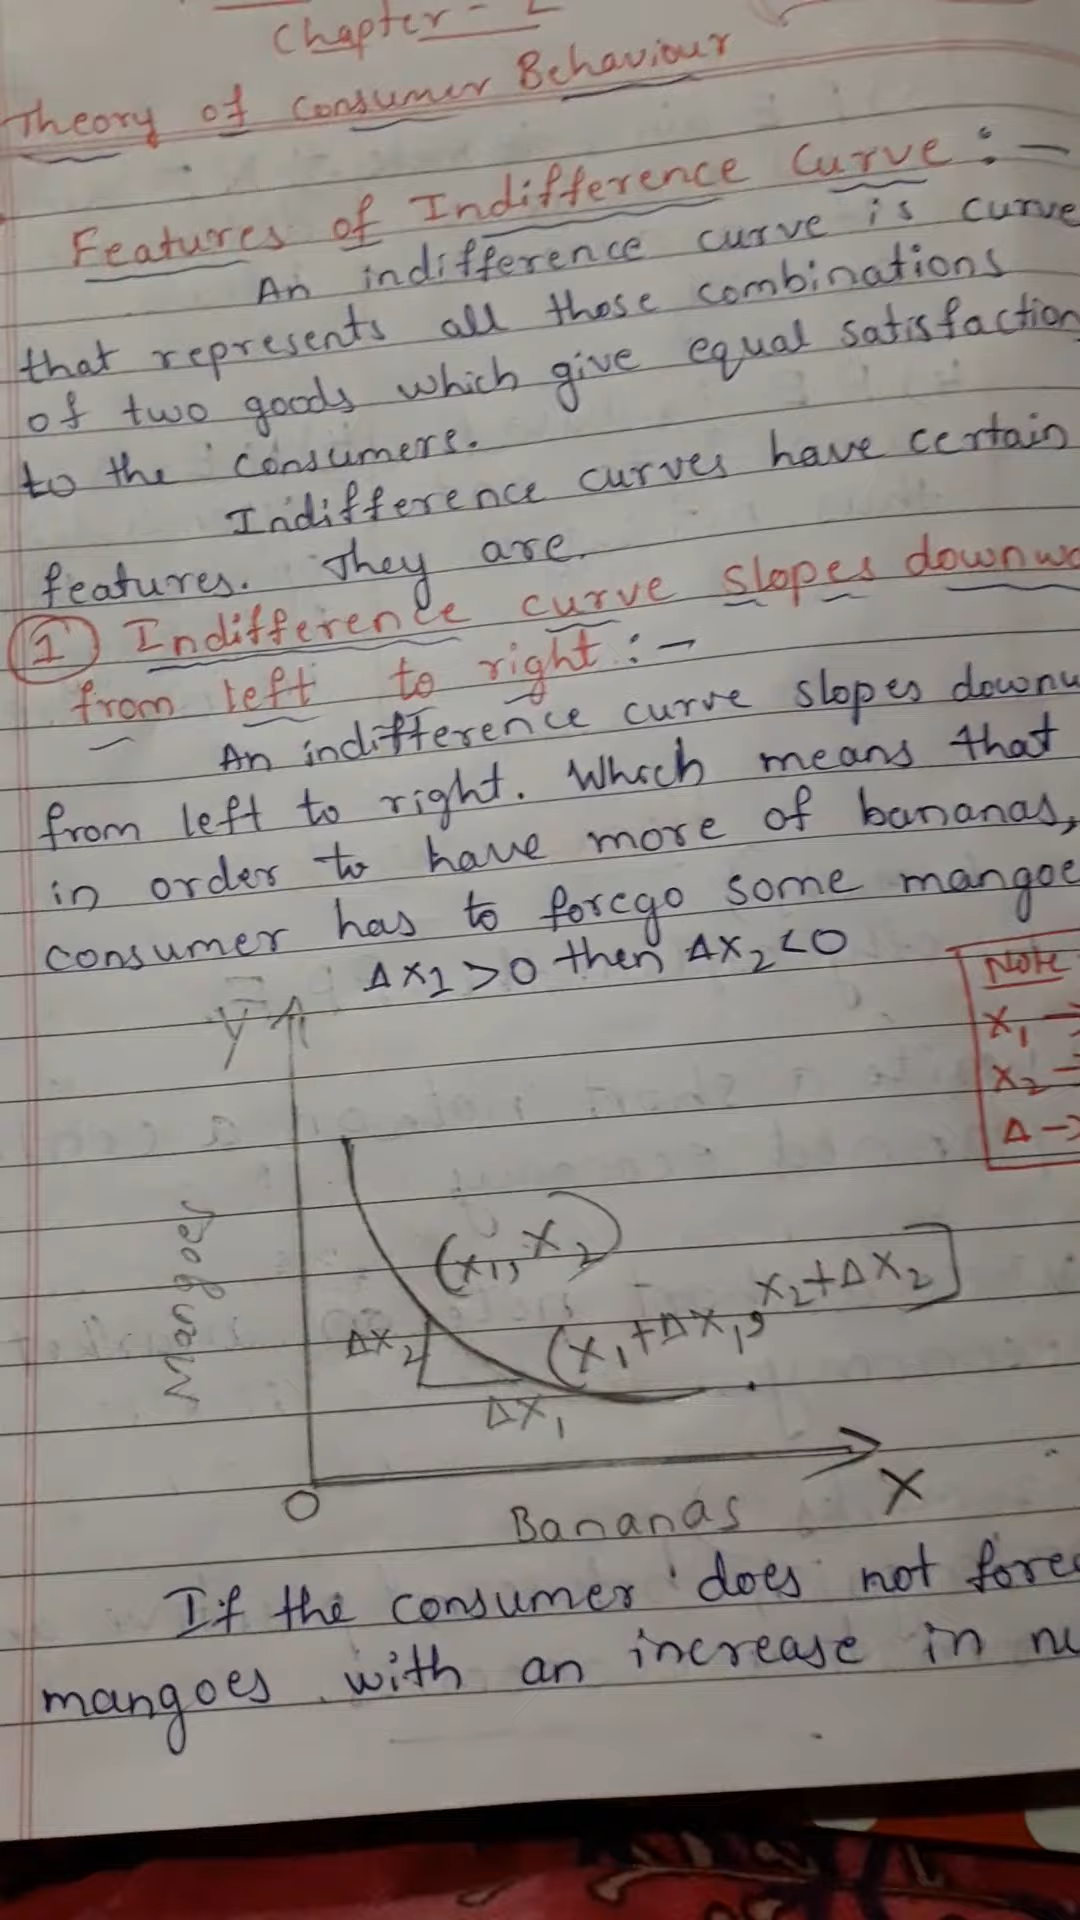 Chapter -
Theory of Consumer Behaviour
Features of Indifference Curve :-
An indifference curve is curve
that represents all those combinations
of two goods which give equal satisfaction
to the consumers.
Indifference curves have certain
features. They are.
① Indifference curve slopes downwa
from left to right :-
An indifference curve slopes downw
from left to right. Which means that
in order to have more of bananas,
consumer has to forego some mangoe
Δx1 >0 then Δx2 <0
Note
X1 →
X2 →
Δ →
y
Mangoes
(x1, x2)
(x1+Δx1, x2+Δx2]
Δx2
Δx1
O
X
Bananas
If the consumer does not fore
mangoes with an increase in nu